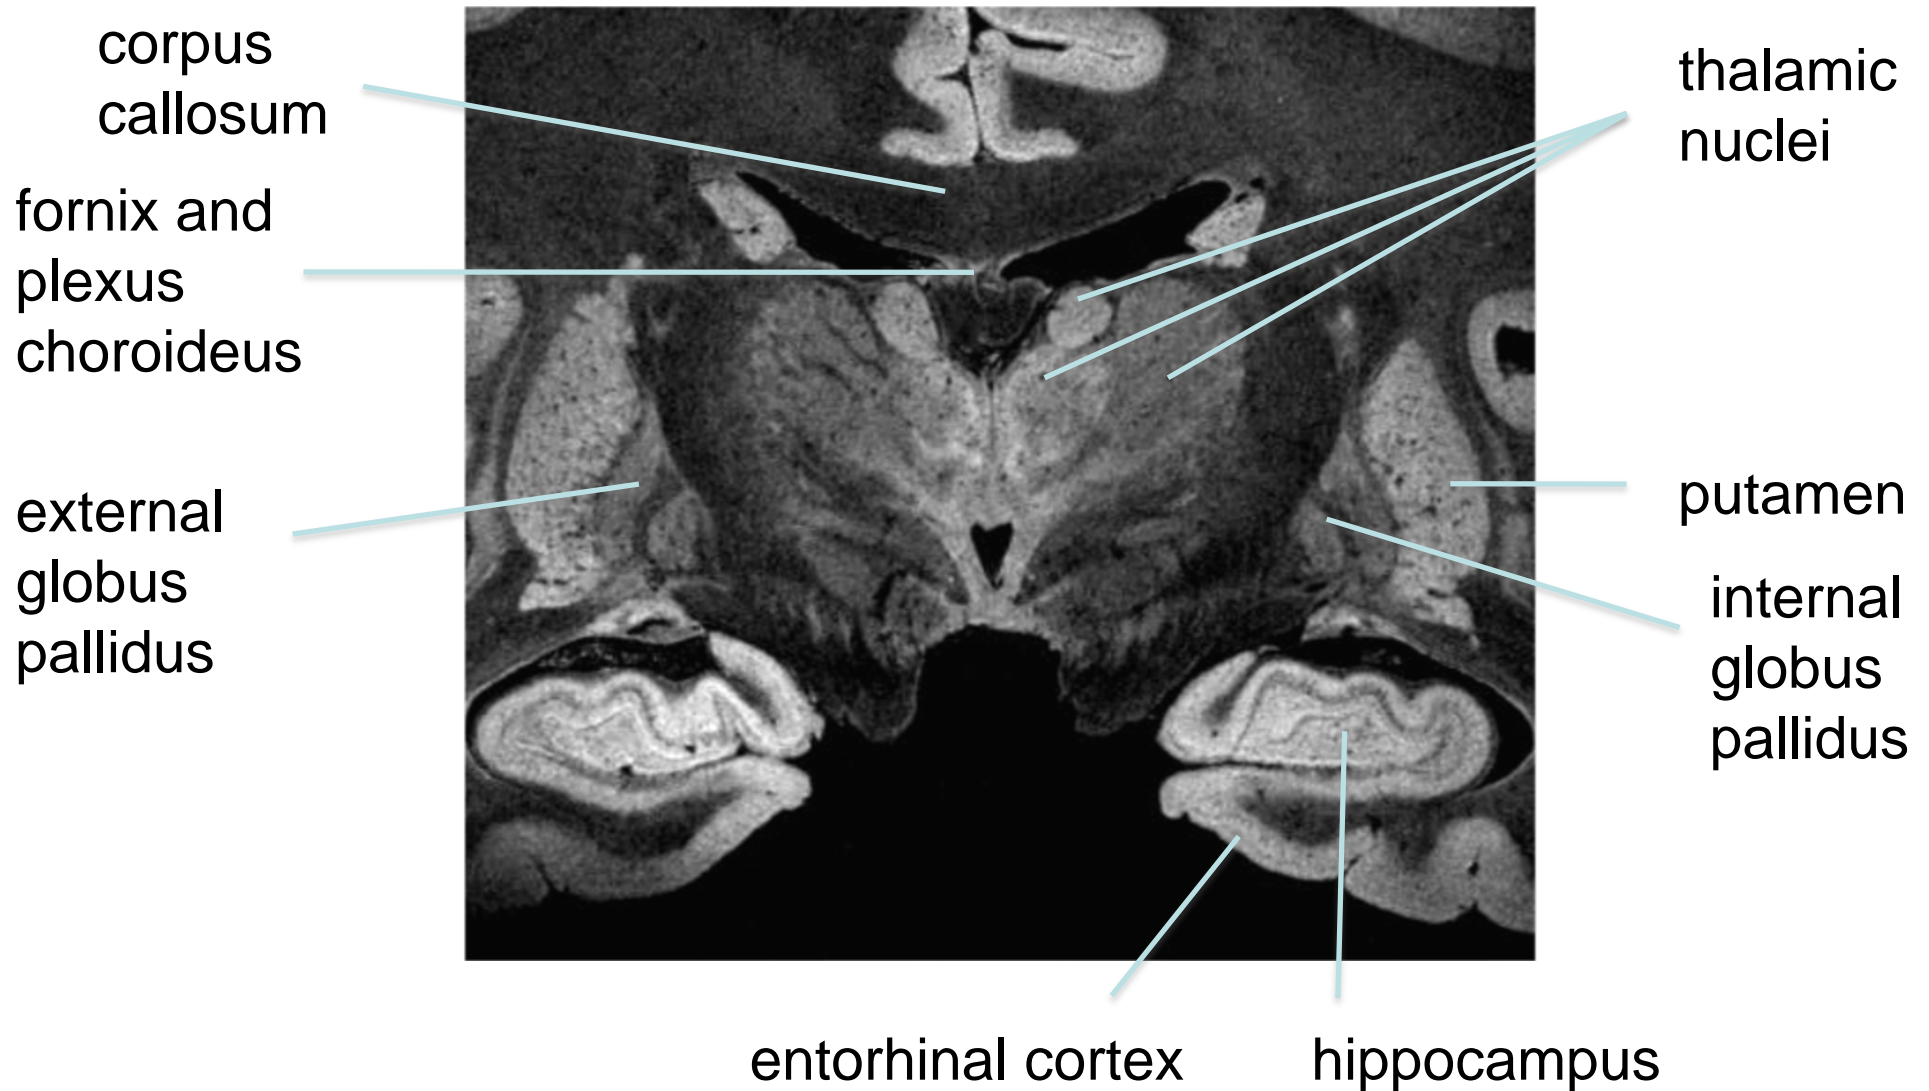 corpus
callosum
thalamic
nuclei
fornix and
plexus
choroideus
external
globus
pallidus
putamen
internal
globus
pallidus
entorhinal cortex
hippocampus